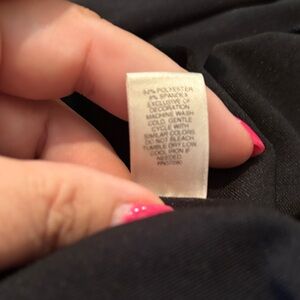 92% POLYESTER
8% SPANDEX
EXCLUSIVE OF
DECORATION
MACHINE WASH
COLD, GENTLE
CYCLE WITH
SIMILAR COLORS
DO NOT BLEACH
TUMBLE DRY LOW
COOL IRON IF
NEEDED